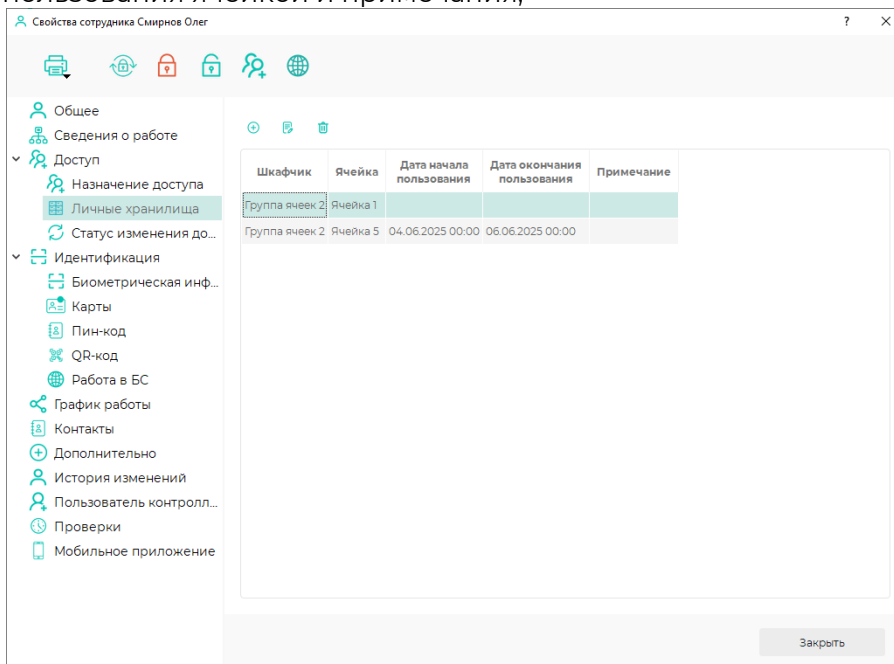 пользования ячейкой и примечания;
Свойства сотрудника Смирнов Олег
?
Общее
Сведения о работе
Доступ
Назначение доступа
Личные хранилища
Статус изменения до...
Идентификация
Биометрическая инф...
Карты
Пин-код
QR-код
Работа в БС
График работы
Контакты
Дополнительно
История изменений
Пользователь контролл...
Проверки
Мобильное приложение
Шкафчик Ячейка Дата начала пользования Дата окончания пользования Примечание
Группа ячеек 2 Ячейка 1
Группа ячеек 2 Ячейка 5 04.06.2025 00:00 06.06.2025 00:00
Закрыть